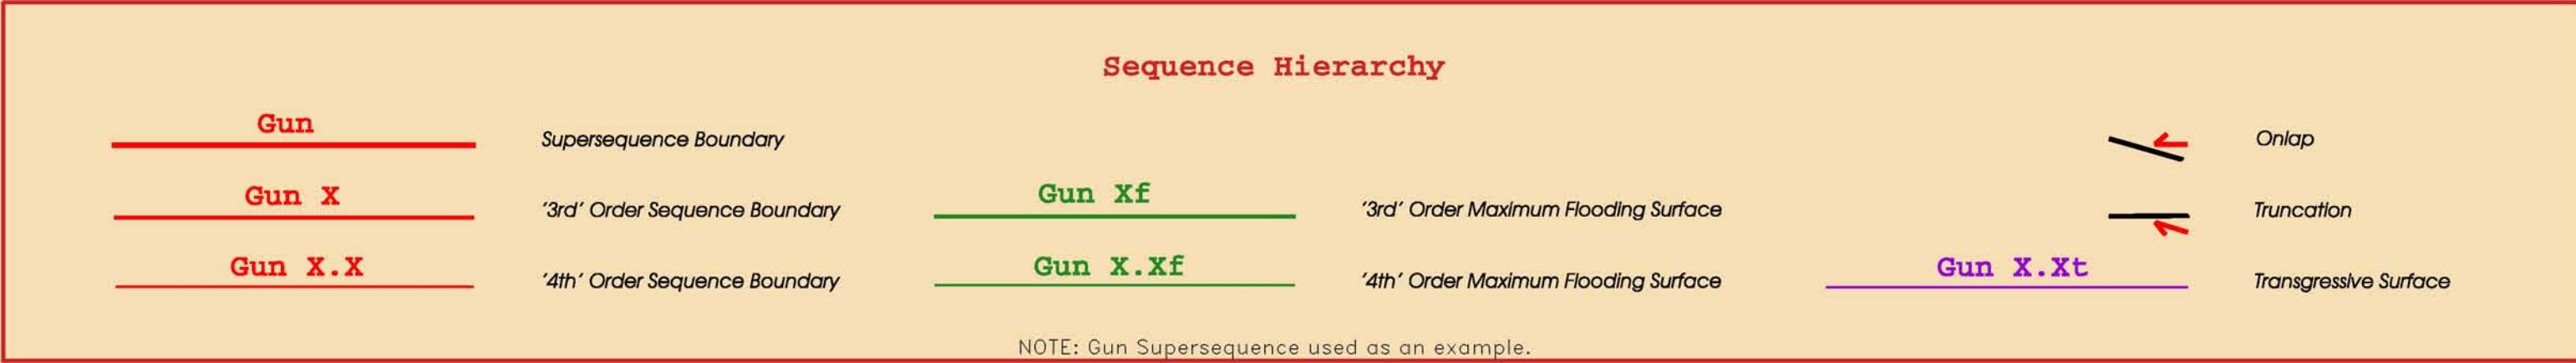 Sequence Hierarchy
Gun
Supersequence Boundary
Onlap
Gun X
'3rd' Order Sequence Boundary
Gun Xf
'3rd' Order Maximum Flooding Surface
Truncation
Gun X.X
'4th' Order Sequence Boundary
Gun X.Xf
'4th' Order Maximum Flooding Surface
Gun X.Xt
Transgressive Surface
NOTE: Gun Supersequence used as an example.